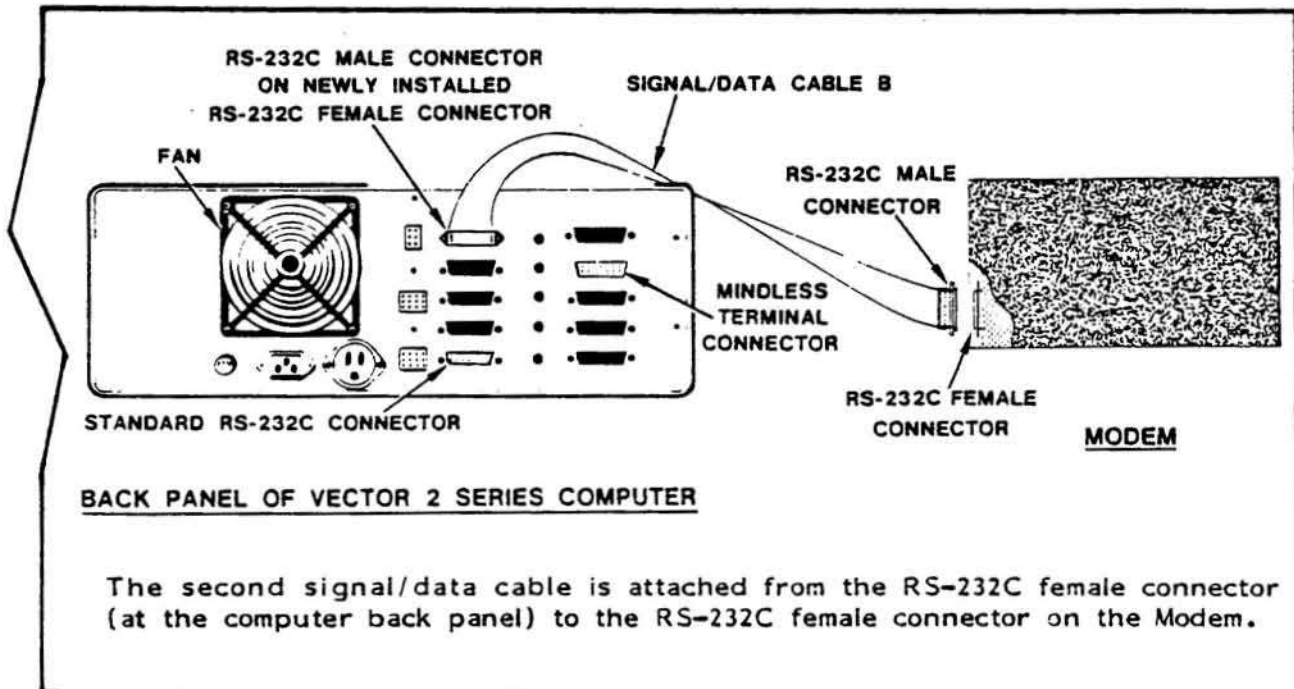 RS-232C MALE CONNECTOR
ON NEWLY INSTALLED
RS-232C FEMALE CONNECTOR
SIGNAL/DATA CABLE B
FAN
RS-232C MALE
CONNECTOR
MINDLESS
TERMINAL
CONNECTOR
STANDARD RS-232C CONNECTOR
RS-232C FEMALE
CONNECTOR
MODEM
BACK PANEL OF VECTOR 2 SERIES COMPUTER
The second signal/data cable is attached from the RS-232C female connector
(at the computer back panel) to the RS-232C female connector on the Modem.